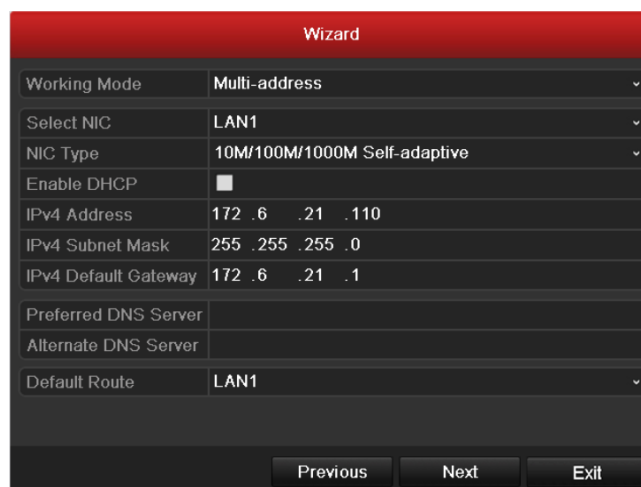 Wizard
Working Mode Multi-address
Select NIC LAN1
NIC Type 10M/100M/1000M Self-adaptive
Enable DHCP
IPv4 Address 172 .6 .21 .110
IPv4 Subnet Mask 255 .255 .255 .0
IPv4 Default Gateway 172 .6 .21 .1
Preferred DNS Server
Alternate DNS Server
Default Route LAN1
Previous Next Exit